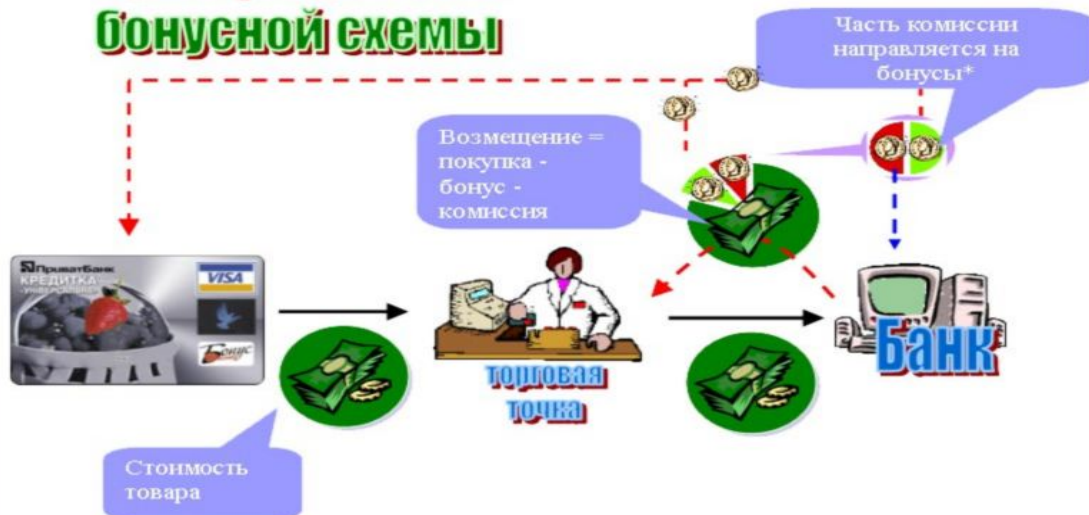 бонусной схемы
Часть комиссии
направляется на
бонусы*
Возмещение =
покупка -
бонус -
комиссия
ПриватБанк
КРЕДИТКА
УНИВЕРСАЛЬНАЯ
VISA
Бонус
торговая
точка
Банк
Стоимость
товара